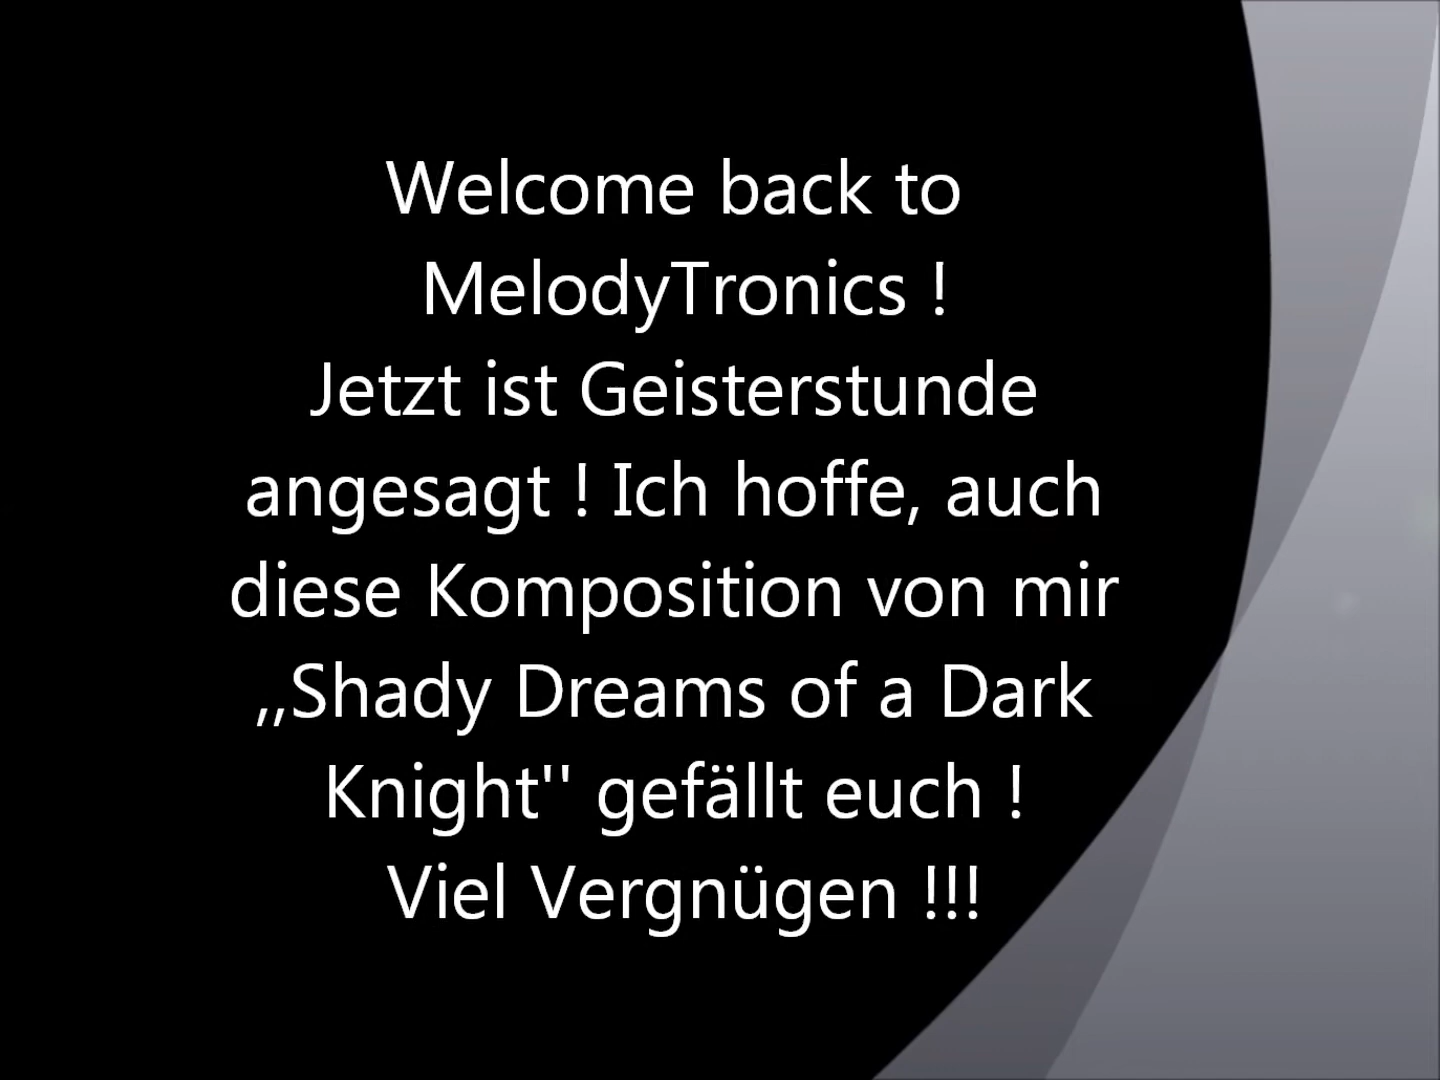 Welcome back to
MelodyTronics !
Jetzt ist Geisterstunde
angesagt ! Ich hoffe, auch
diese Komposition von mir
,,Shady Dreams of a Dark
Knight'' gefällt euch !
Viel Vergnügen !!!